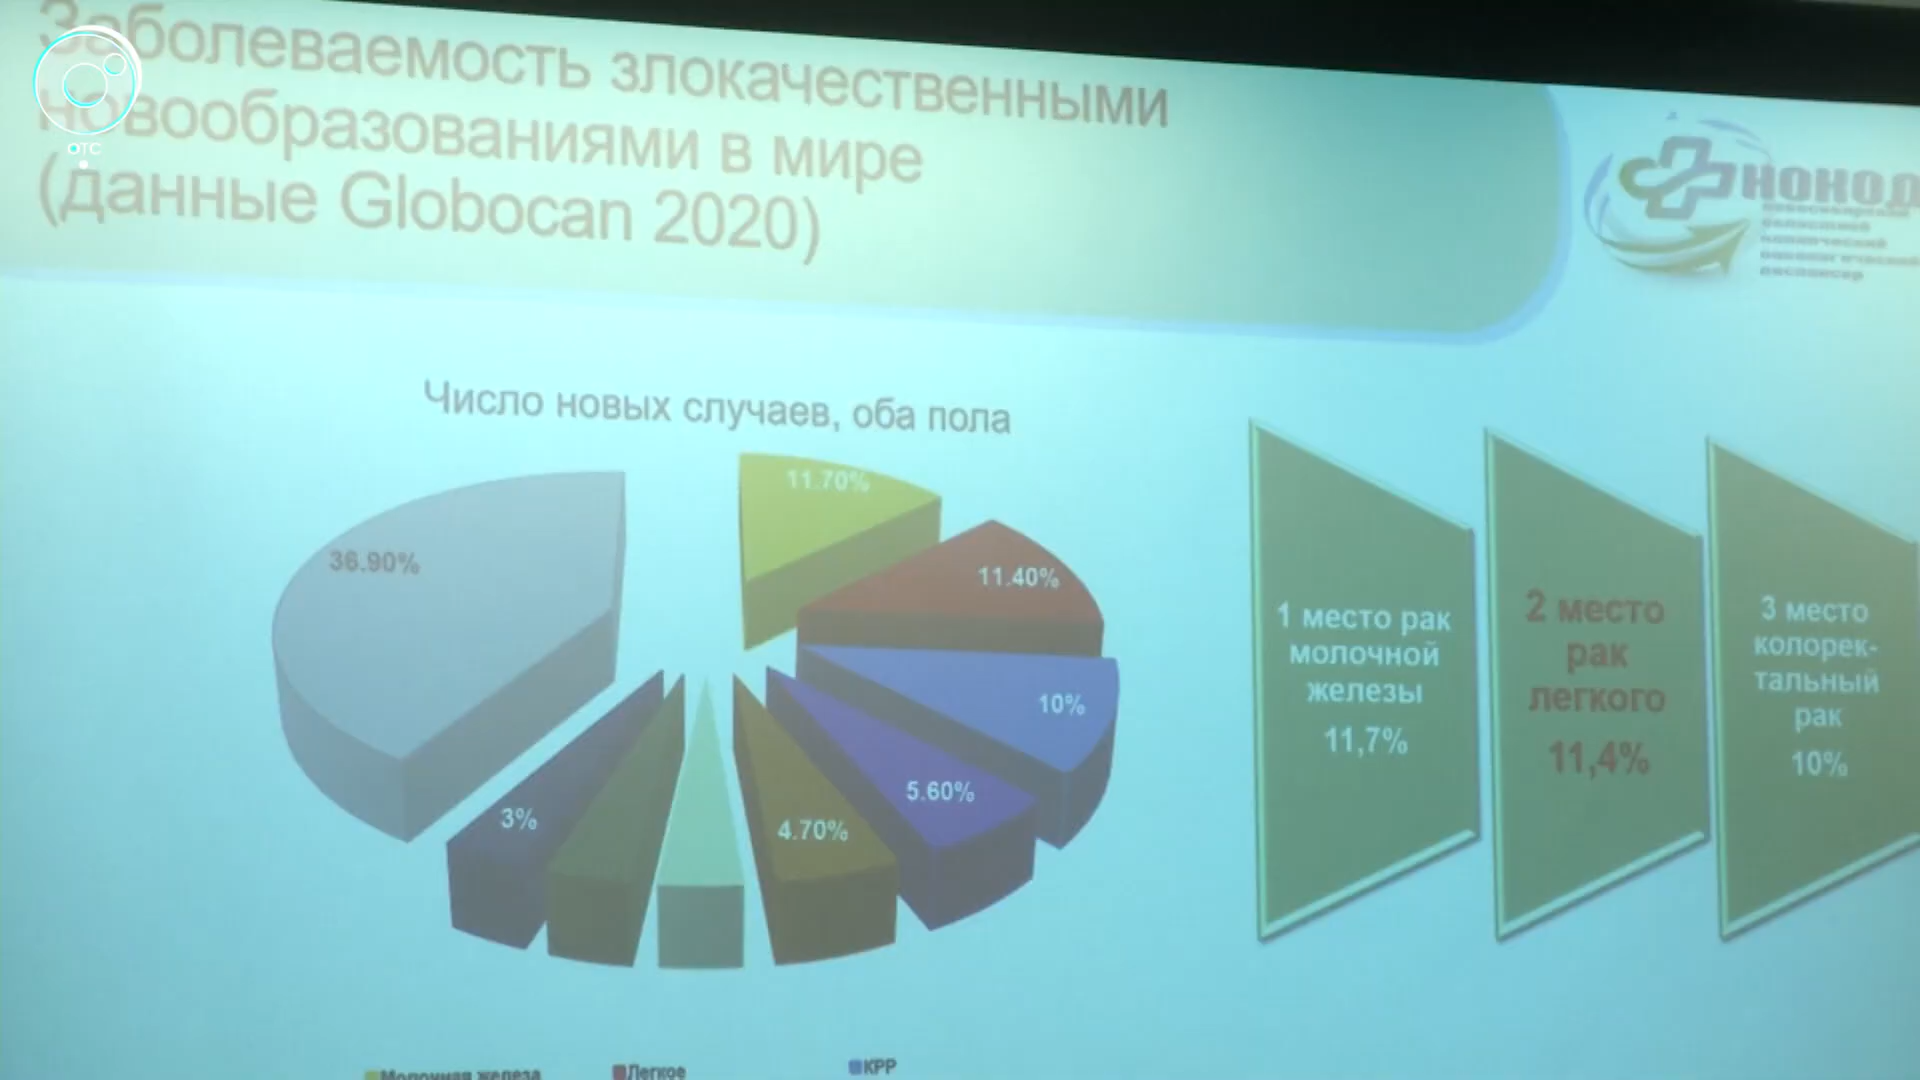 Заболеваемость злокачественными
новообразованиями в мире
(данные Globocan 2020)
ОТС
НОКОД
Число новых случаев, оба пола
11.70%
36.90%
11.40%
10%
5.60%
4.70%
3%
1 место рак
молочной
железы
11,7%
2 место
рак
легкого
11,4%
3 место
колорек-
тальный
рак
10%
Молочная железа
Легкое
КРР